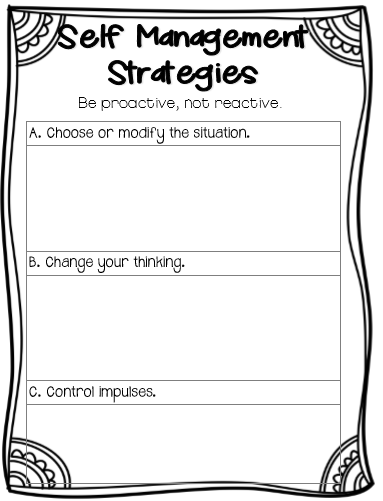 Self Management
Strategies
Be proactive, not reactive.
A. Choose or modify the situation.
B. Change your thinking.
C. Control impulses.